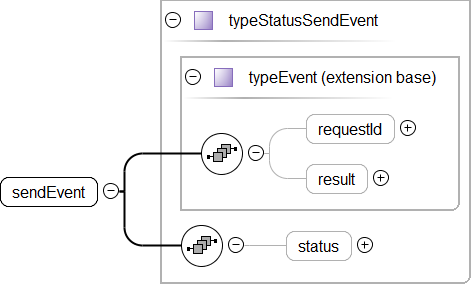 typeStatusSendEvent
typeEvent (extension base)
requestId
result
sendEvent
status